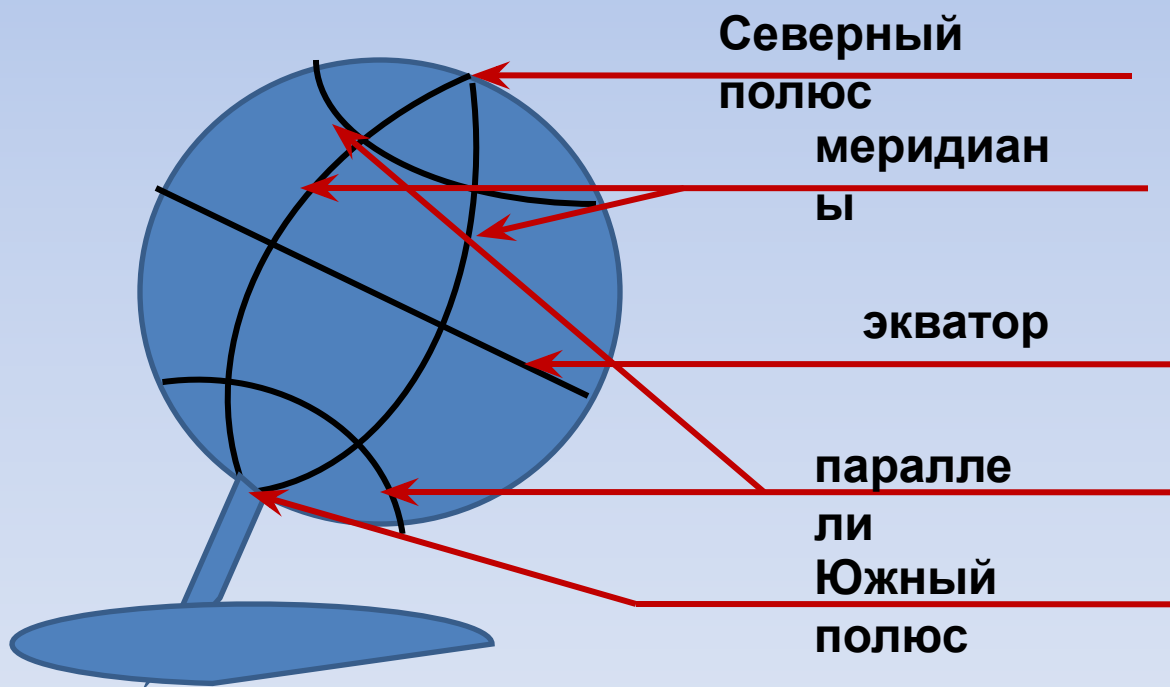 Северный
полюс
меридиан
ы
экватор
паралле
ли
Южный
полюс